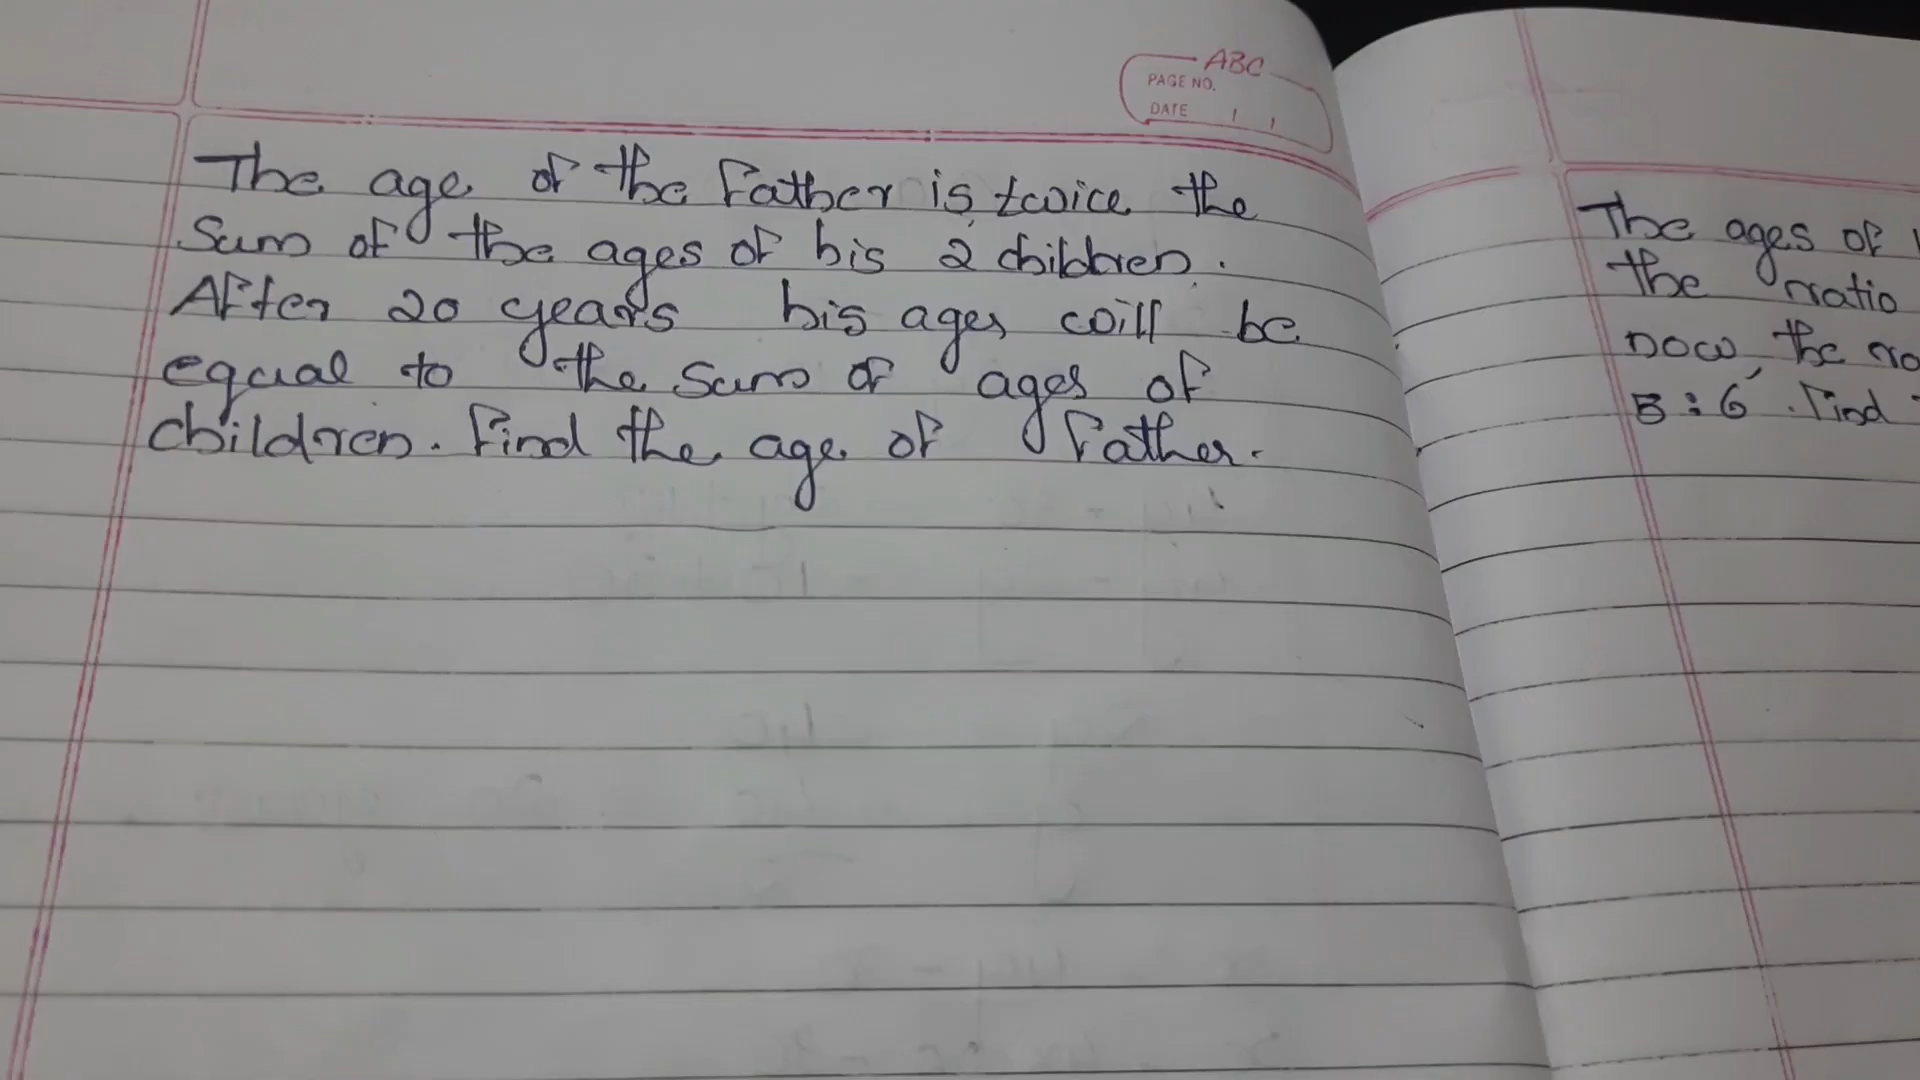 ABC
PAGE NO.
DATE / /
The age of the father is twice the
Sum of the ages of his 2 children.
After 20 years his ages will be
equal to the sum of ages of
children. Find the age of father.
The ages of
the ratio
Now, the
5:6. Find